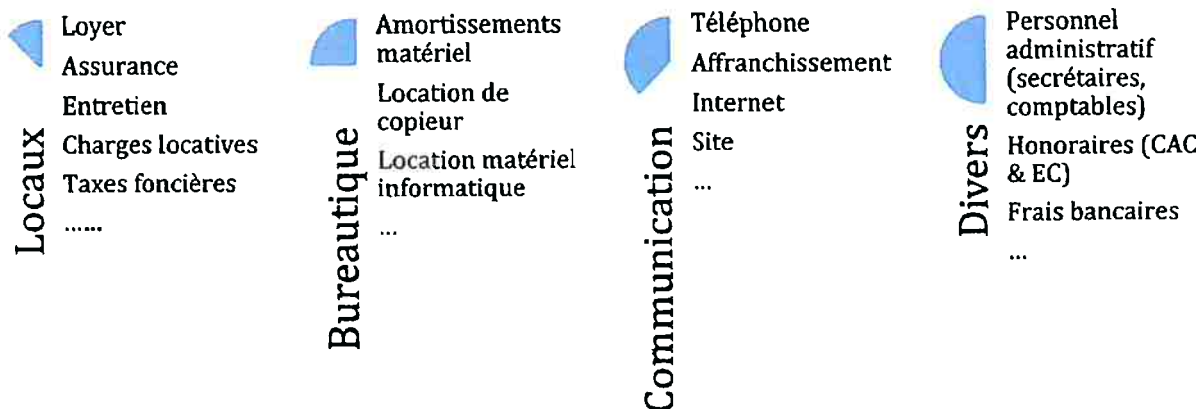 Locaux
Loyer
Assurance
Entretien
Charges locatives
Taxes foncières
......
Bureautique
Amortissements
matériel
Location de
copieur
Location matériel
informatique
...
Communication
Téléphone
Affranchissement
Internet
Site
...
Divers
Personnel
administratif
(secrétaires,
comptables)
Honoraires (CAC
& EC)
Frais bancaires
...